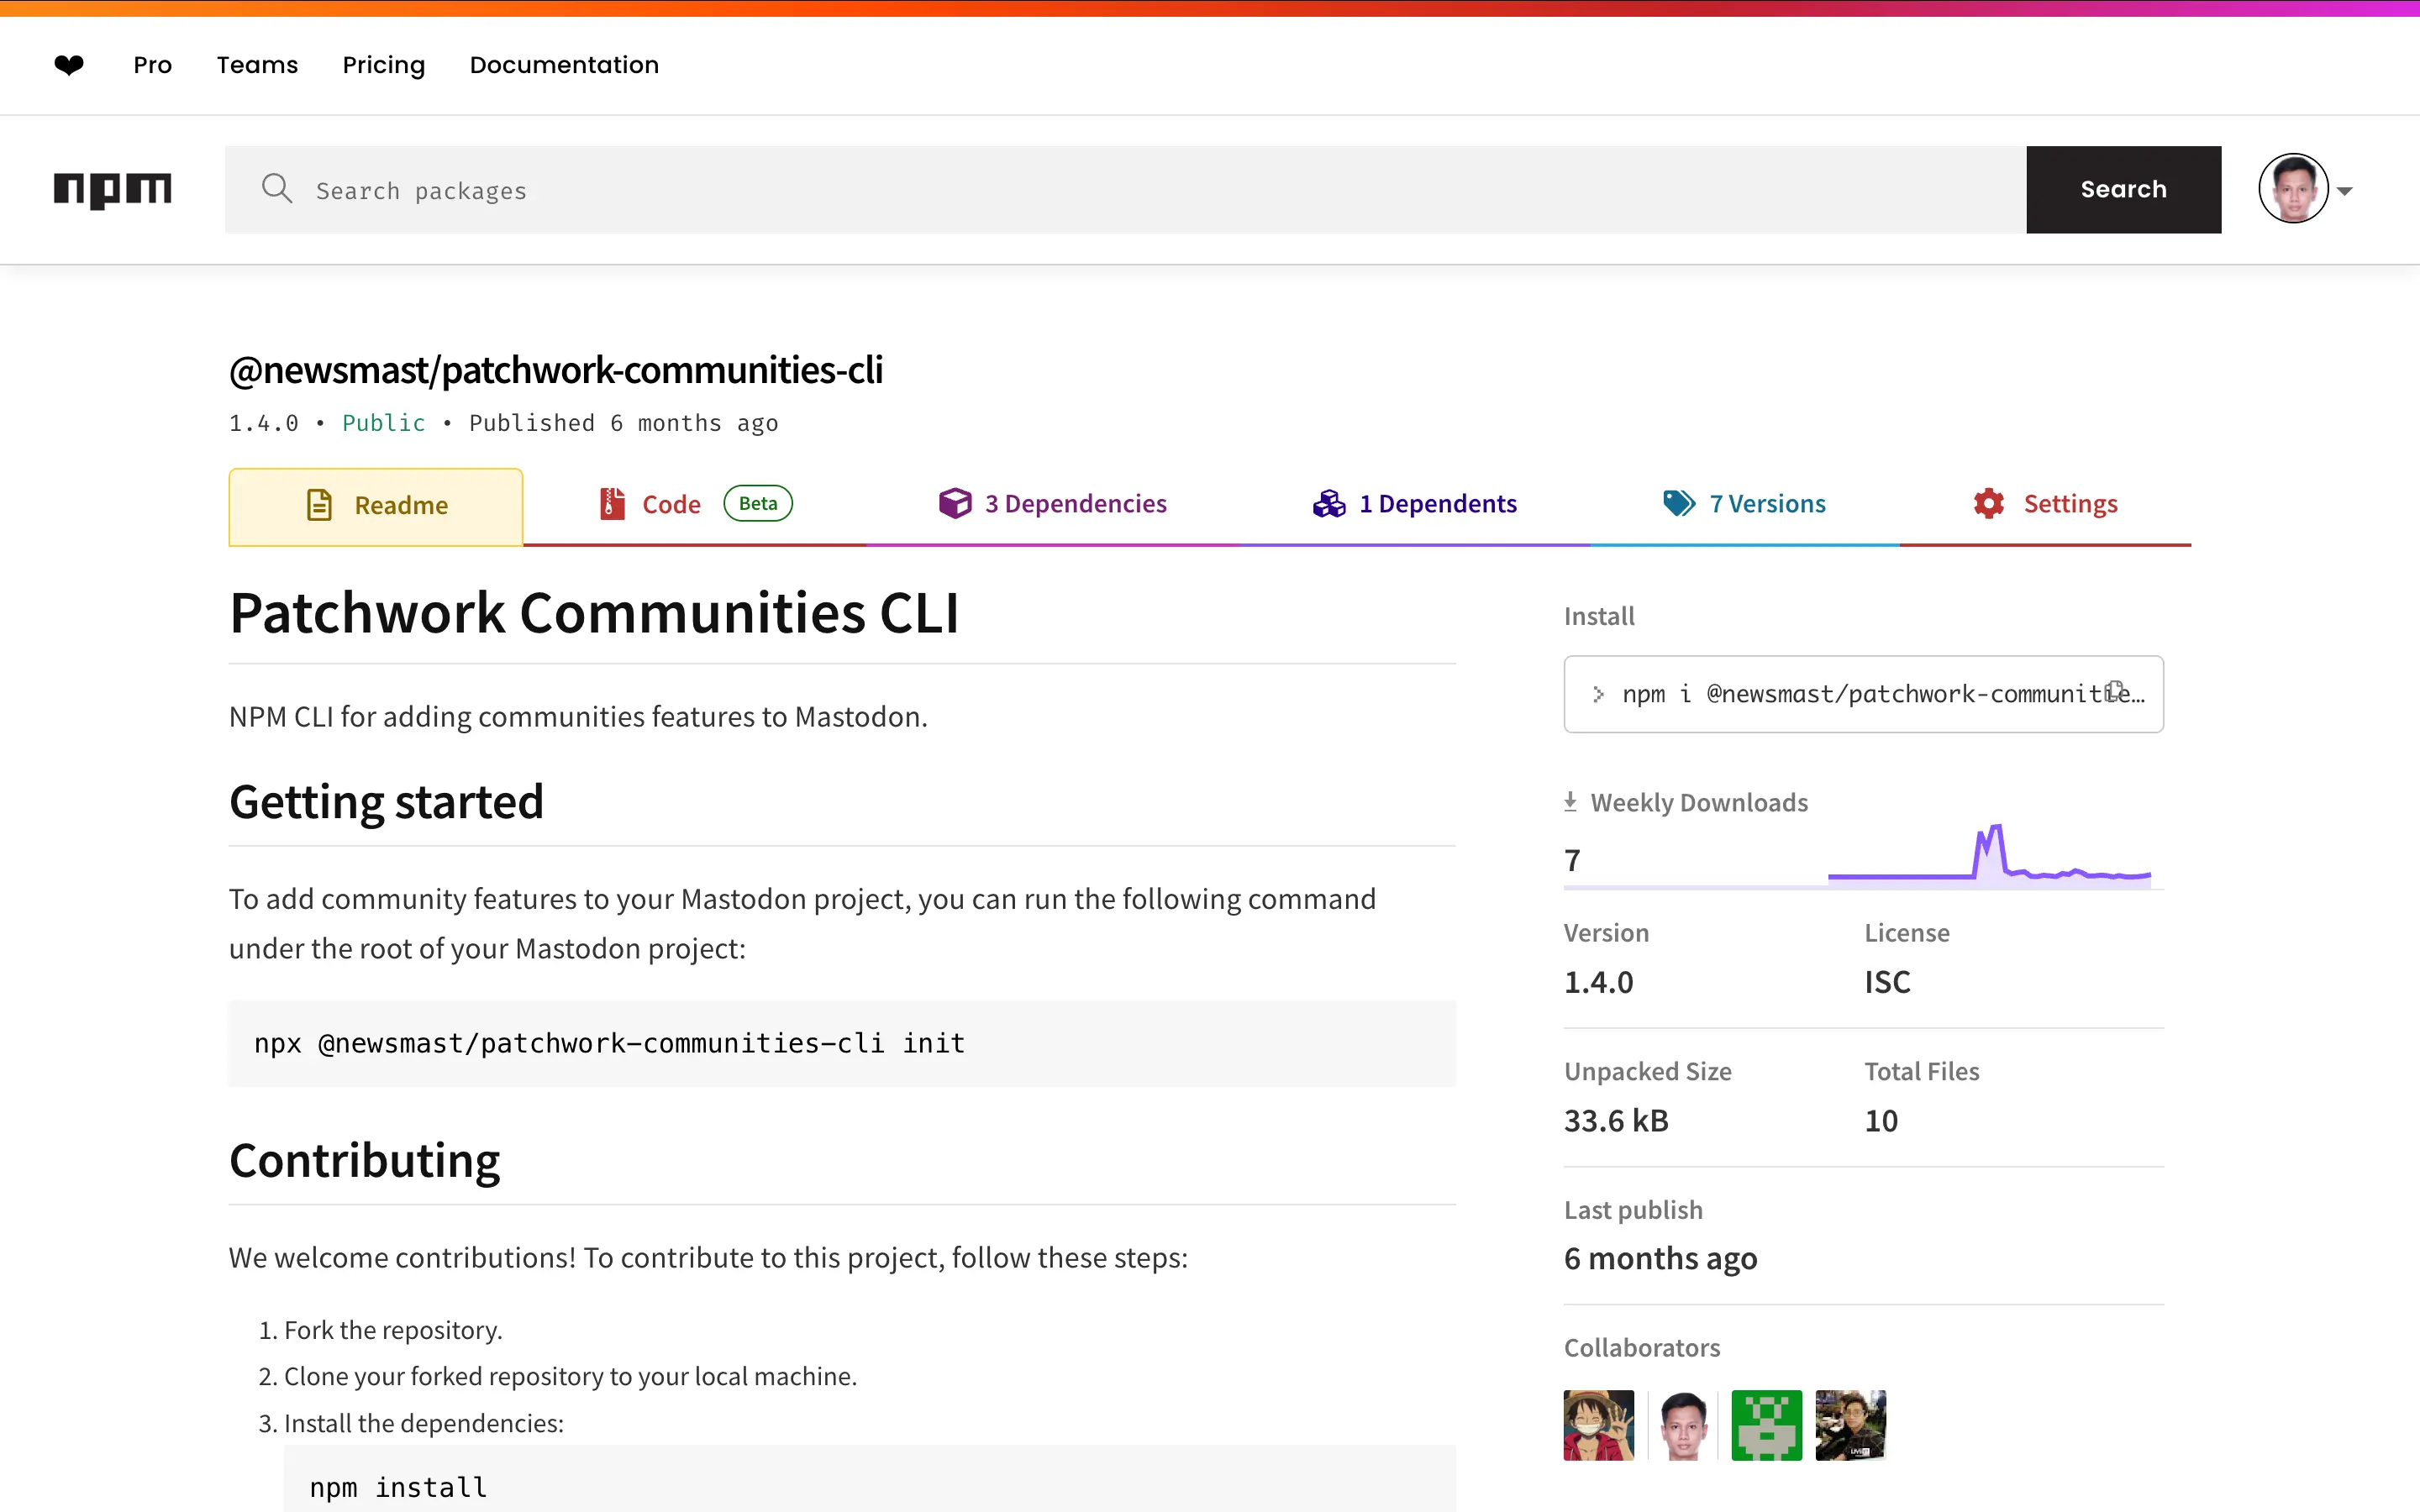 ❤ Pro Teams Pricing Documentation
npm Search packages Search
@newsmast/patchwork-communities-cli
1.4.0 • Public • Published 6 months ago
Readme Code Beta 3 Dependencies 1 Dependents 7 Versions Settings
Patchwork Communities CLI
NPM CLI for adding communities features to Mastodon.
Getting started
To add community features to your Mastodon project, you can run the following command
under the root of your Mastodon project:
npx @newsmast/patchwork-communities-cli init
Contributing
We welcome contributions! To contribute to this project, follow these steps:
1. Fork the repository.
2. Clone your forked repository to your local machine.
3. Install the dependencies:
npm install
Install
> npm i @newsmast/patchwork-communitie…
Weekly Downloads
7
Version License
1.4.0 ISC
Unpacked Size Total Files
33.6 kB 10
Last publish
6 months ago
Collaborators